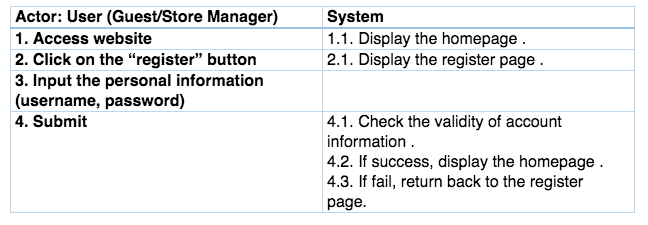 Actor: User (Guest/Store Manager) System
1. Access website 1.1. Display the homepage .
2. Click on the “register” button 2.1. Display the register page .
3. Input the personal information
(username, password)
4. Submit 4.1. Check the validity of account
information .
4.2. If success, display the homepage .
4.3. If fail, return back to the register
page.